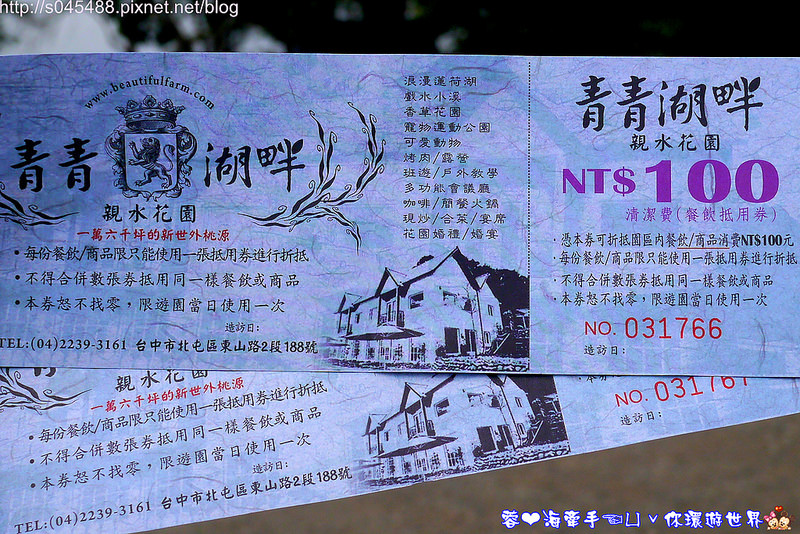 http://s045488.pixnet.net/blog
www.beautifulfarm.com
青青湖畔
親水花園
一萬六千坪的新世外桃源
•每份餐飲/商品限只能使用一張抵用券進行折抵
•不得合併數張券抵用同一樣餐飲或商品
•本券恕不找零,限遊園當日使用一次
造訪日:
TEL:(04)2239-3161 台中市北屯區東山路2段188號
浪漫蓮荷湖
戲水小溪
香草花園
寵物運動公園
可愛動物
烤肉/露營
班遊/戶外教學
多功能會議廳
咖啡/簡餐火鍋
現炒/合菜/宴席
花園婚禮/婚宴
青青湖畔
親水花園
NT$100
清潔費(餐飲抵用券)
•憑本券可折抵園區內餐飲/商品消費NT$100元
•每份餐飲/商品限只能使用一張抵用券進行折抵
•不得合併數張券抵用同一樣餐飲或商品
•本券恕不找零,限遊園當日使用一次
NO. 031766
造訪日:
親水花園
一萬六千坪的新世外桃源
•每份餐飲/商品限只能使用一張抵用券進行折抵
•不得合併數張券抵用同一樣餐飲或商品
•本券恕不找零,限遊園當日使用一次
造訪日:
TEL:(04)2239-3161 台中市北屯區東山路2段188號
NO. 031767
造訪日:
蓉❤海蜜手☜ㄩˇ休環遊世界